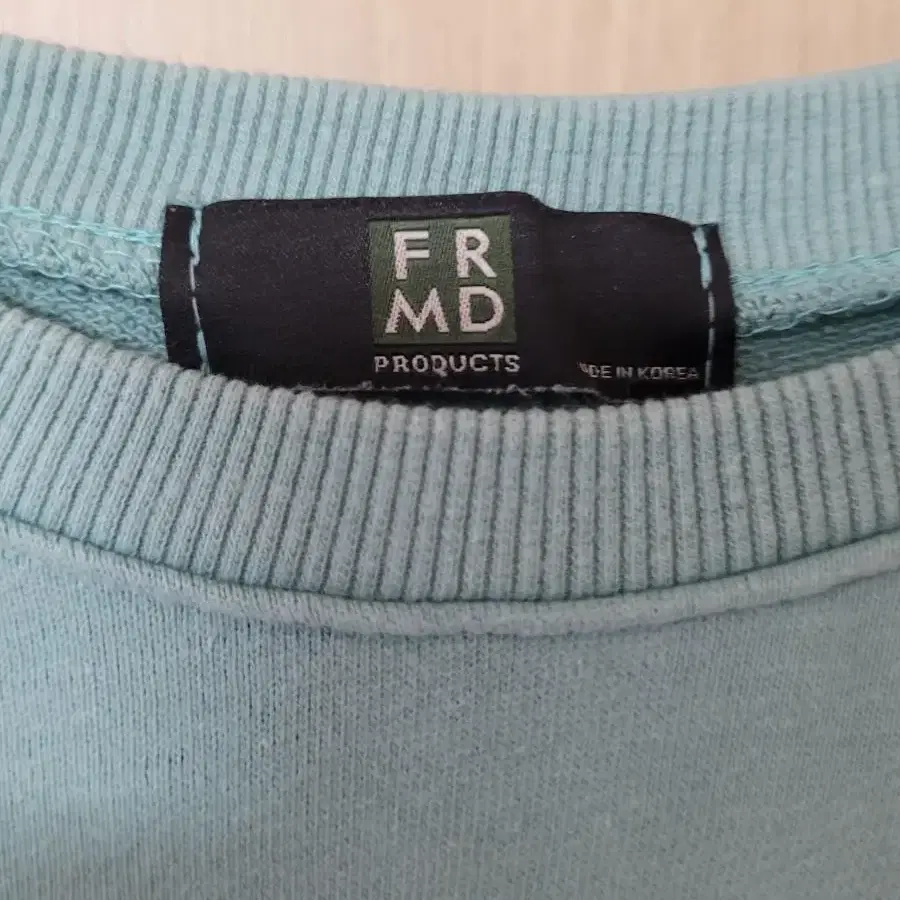 FR
MD
PRODUCTS
DE IN KOREA